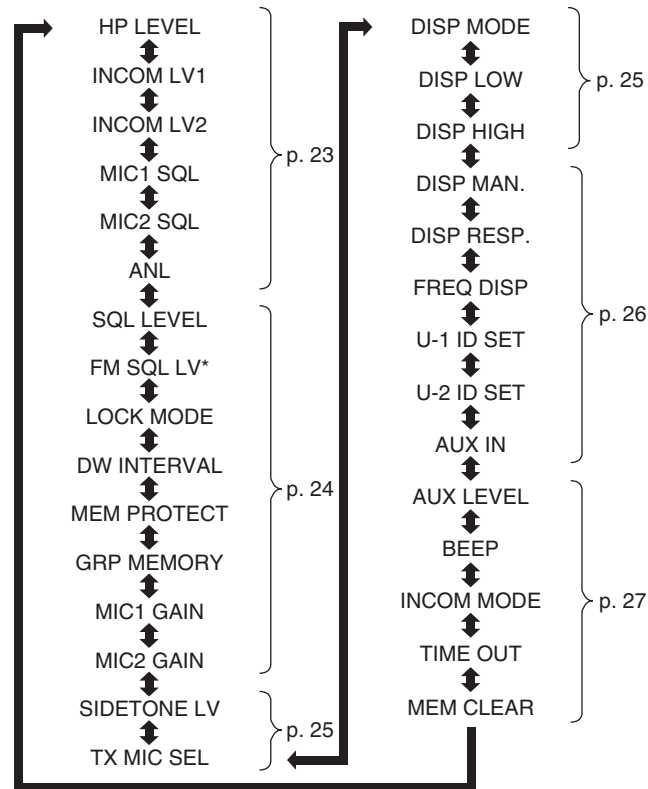 HP LEVEL
INCOM LV1
INCOM LV2
MIC1 SQL
MIC2 SQL
ANL
p. 23
SQL LEVEL
FM SQL LV*
LOCK MODE
DW INTERVAL
MEM PROTECT
GRP MEMORY
MIC1 GAIN
MIC2 GAIN
p. 24
SIDETONE LV
TX MIC SEL
p. 25
DISP MODE
DISP LOW
DISP HIGH
p. 25
DISP MAN.
DISP RESP.
FREQ DISP
U-1 ID SET
U-2 ID SET
AUX IN
p. 26
AUX LEVEL
BEEP
INCOM MODE
TIME OUT
MEM CLEAR
p. 27